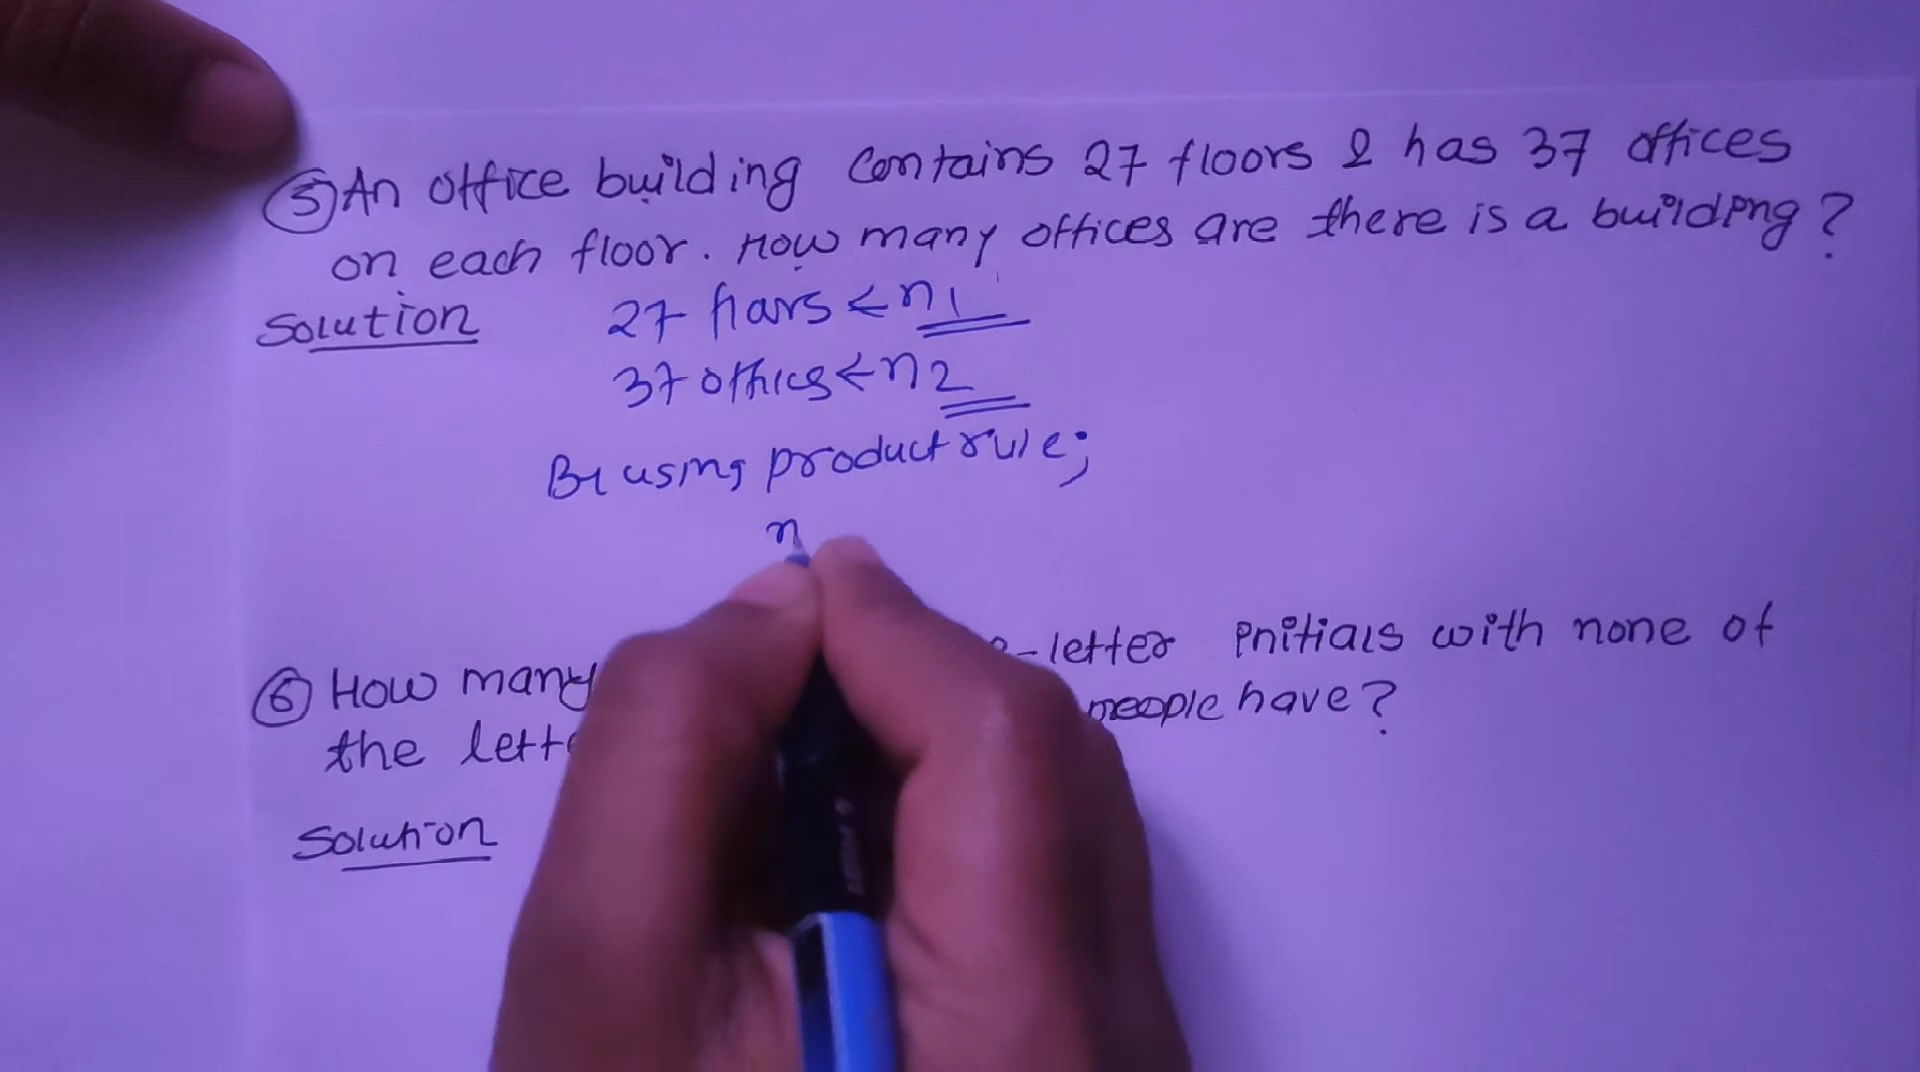 ⑤ An office building contains 27 floors & has 37 offices
on each floor. How many offices are there is a building?
Solution
27 flors < n1
37 offices < n2
By using product rule;
n
⑥ How many -letter initials with none of
the people have?
Solution